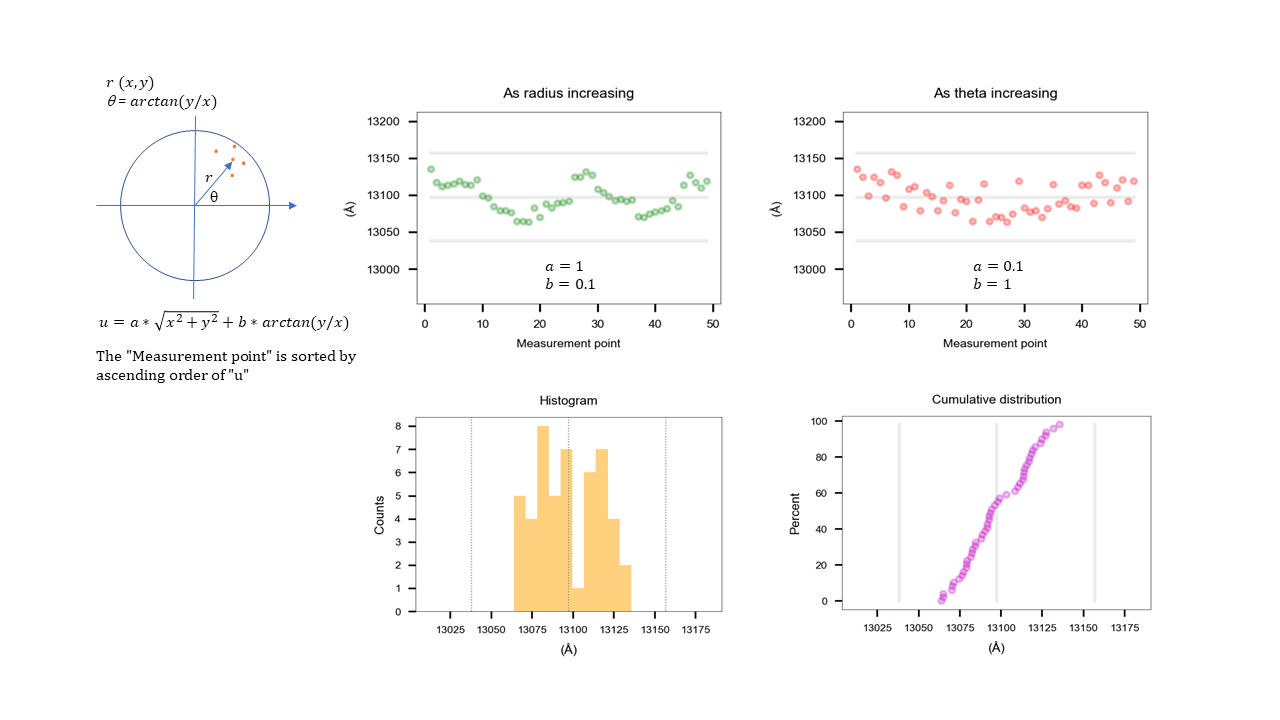 r (x,y)
θ= arctan(y/x)
r
θ
u = a ∗ √x² + y² + b ∗ arctan(y/x)
The "Measurement point" is sorted by
ascending order of "u"
As radius increasing
13200
13150
13100
13050
13000
(Å)
a = 1
b = 0.1
0 10 20 30 40 50
Measurement point
As theta increasing
13200
13150
13100
13050
13000
(Å)
a = 0.1
b = 1
0 10 20 30 40 50
Measurement point
Histogram
8
7
6
5
4
3
2
1
0
Counts
13025 13050 13075 13100 13125 13150 13175
(Å)
Cumulative distribution
100
80
60
40
20
0
Percent
13025 13050 13075 13100 13125 13150 13175
(Å)